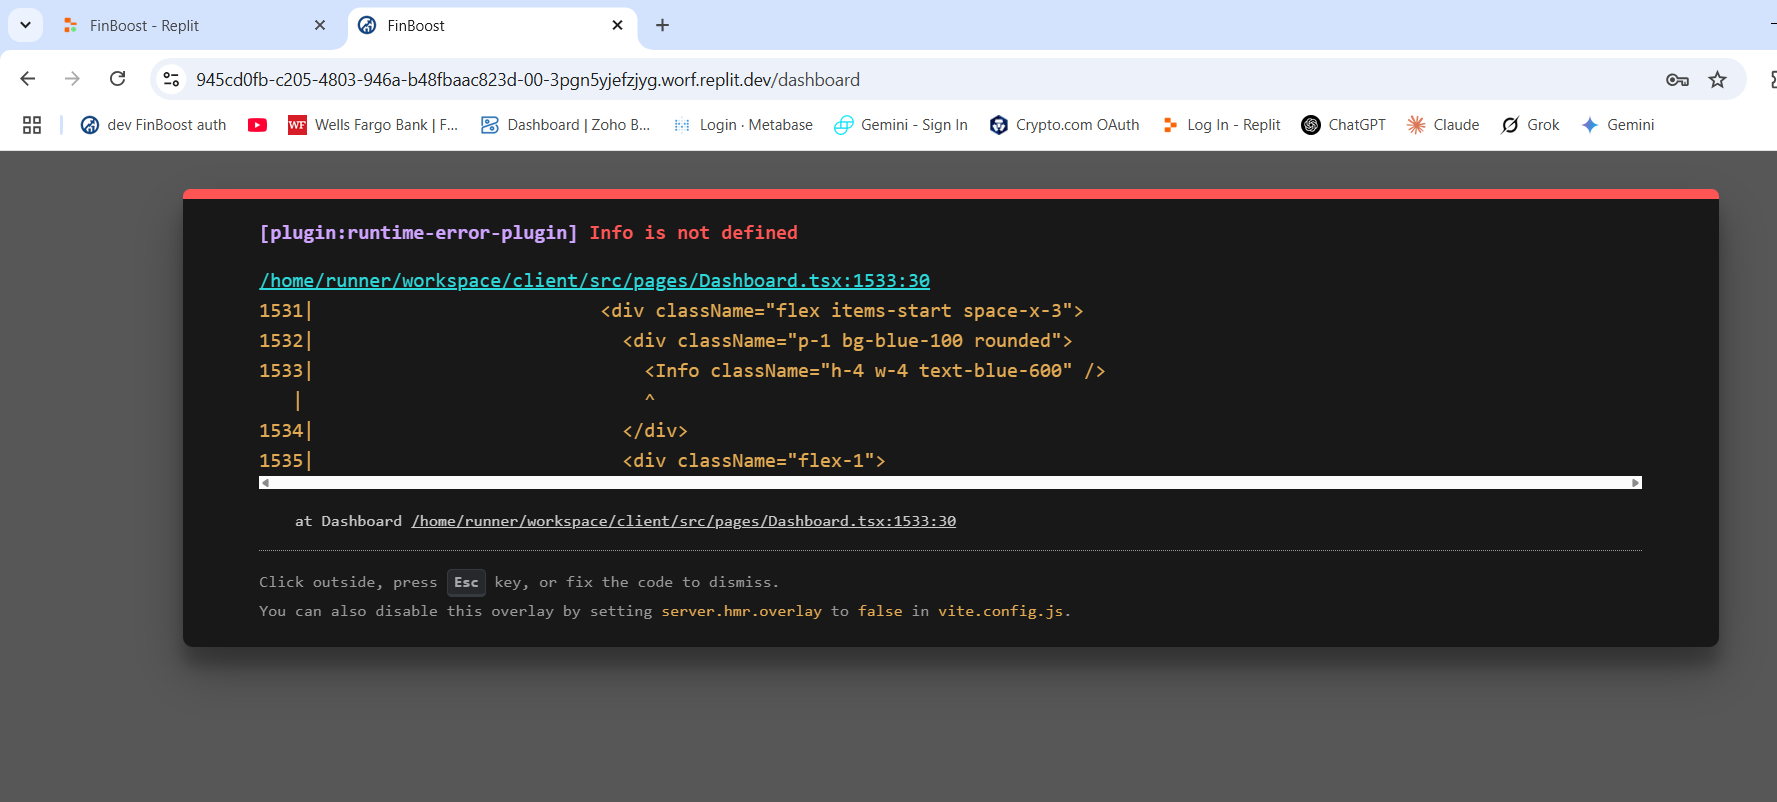 FinBoost - Replit
FinBoost
945cd0fb-c205-4803-946a-b48fbaac823d-00-3pgn5yjefzjyg.worf.replit.dev/dashboard
dev FinBoost auth WF Wells Fargo Bank | F... Dashboard | Zoho B... Login · Metabase Gemini - Sign In Crypto.com OAuth Log In - Replit ChatGPT Claude Grok Gemini
[plugin:runtime-error-plugin] Info is not defined
/home/runner/workspace/client/src/pages/Dashboard.tsx:1533:30
1531| <div className="flex items-start space-x-3">
1532| <div className="p-1 bg-blue-100 rounded">
1533| <Info className="h-4 w-4 text-blue-600" />
| ^
1534| </div>
1535| <div className="flex-1">
at Dashboard /home/runner/workspace/client/src/pages/Dashboard.tsx:1533:30
Click outside, press Esc key, or fix the code to dismiss.
You can also disable this overlay by setting server.hmr.overlay to false in vite.config.js.